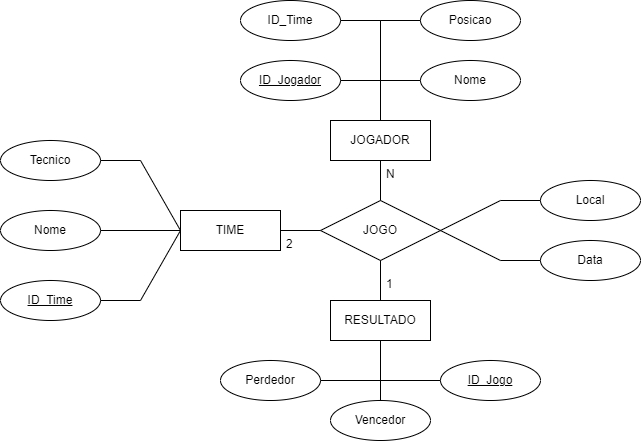 ID_Time
Posicao
ID_Jogador
Nome
JOGADOR
Tecnico
N
Local
Nome
TIME
2
JOGO
Data
ID_Time
1
RESULTADO
Perdedor
ID_Jogo
Vencedor